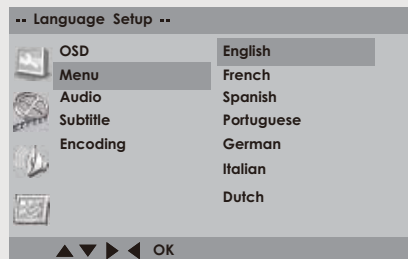 -- Language Setup --
OSD
Menu
Audio
Subtitle
Encoding
English
French
Spanish
Portuguese
German
Italian
Dutch
OK